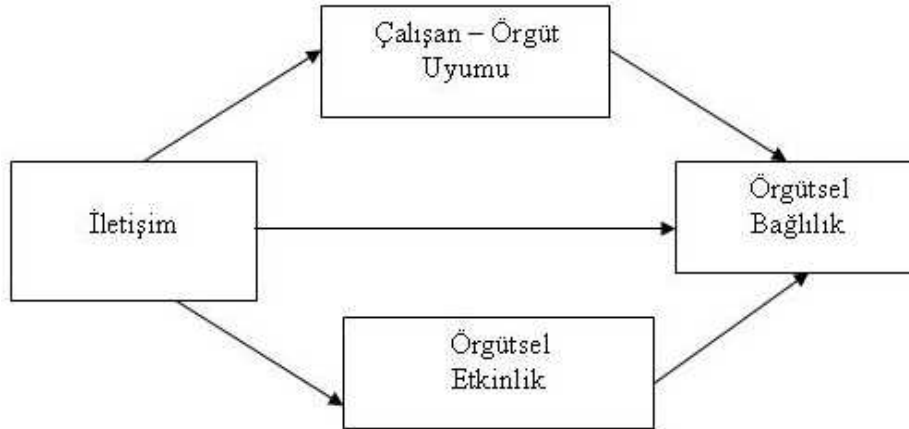 Çalışan – Örgüt
Uyumu
İletişim
Örgütsel
Bağlılık
Örgütsel
Etkinlik